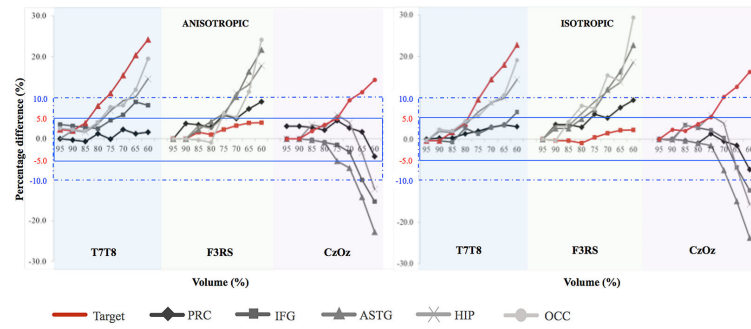 ANISOTROPIC
ISOTROPIC
Percentage difference (%)
30.0
20.0
10.0
5.0
0.0
-5.0
-10.0
-20.0
-30.0
95 90 85 80 75 70 65 60
95 90 85 80 75 70 65 60
95 90 85 80 75 70 65 60
T7T8 F3RS CzOz
Volume (%)
30.0
20.0
10.0
5.0
0.0
-5.0
-10.0
-20.0
-30.0
95 90 85 80 75 70 65 60
95 90 85 80 75 70 65 60
95 90 85 80 75 70 65 60
T7T8 F3RS CzOz
Volume (%)
Target PRC IFG ASTG HIP OCC